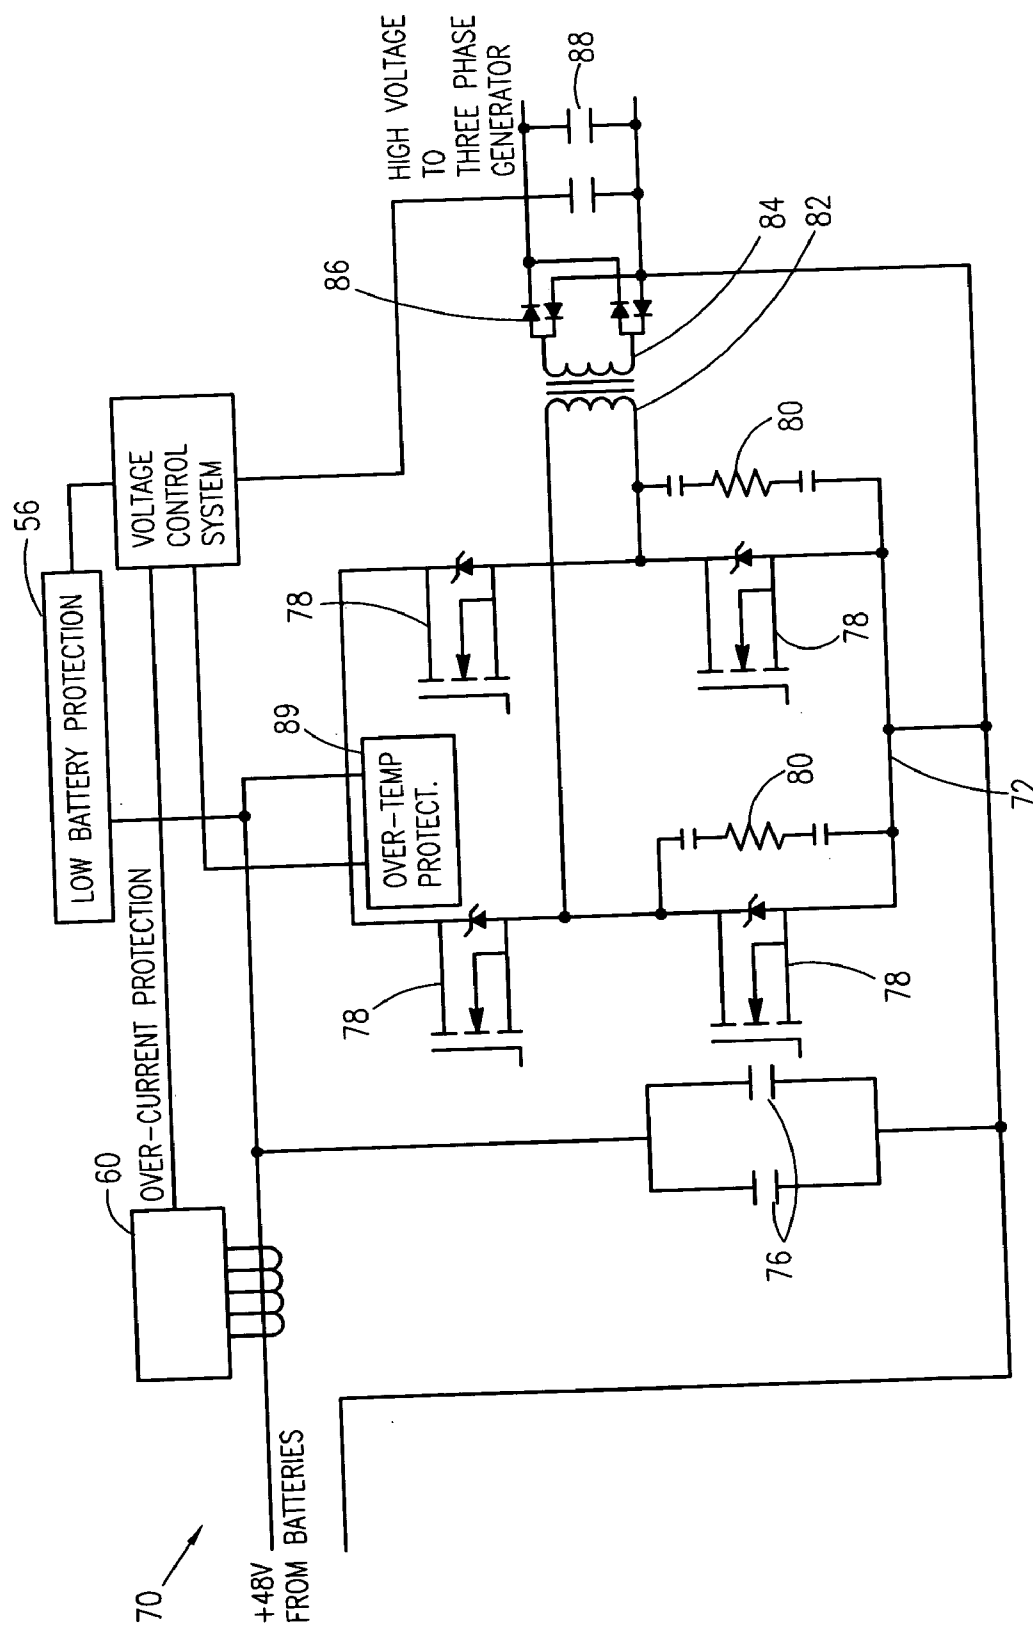 70
+48V
FROM BATTERIES
60
OVER-CURRENT PROTECTION
56
LOW BATTERY PROTECTION
VOLTAGE
CONTROL
SYSTEM
89
OVER-TEMP
PROTECT.
78
78
78
78
80
80
76
72
86
84
82
HIGH VOLTAGE
TO
THREE PHASE
GENERATOR
88